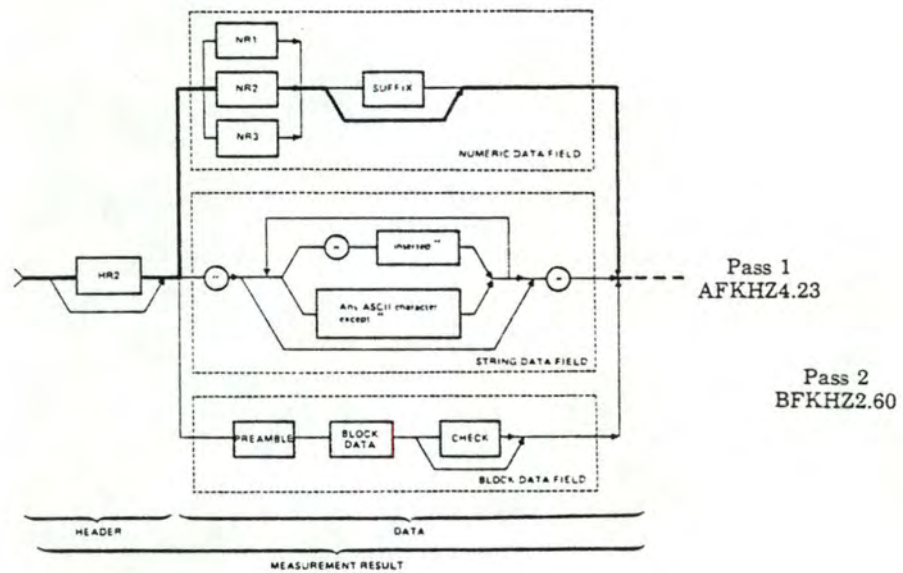 NR1
NR2
NR3
SUFFIX
NUMERIC DATA FIELD
HR2
"
"
inserted "
Any ASCII character
except "
"
STRING DATA FIELD
Pass 1
AFKHZ4.23
Pass 2
BFKHZ2.60
PREAMBLE
BLOCK
DATA
CHECK
BLOCK DATA FIELD
HEADER
DATA
MEASUREMENT RESULT